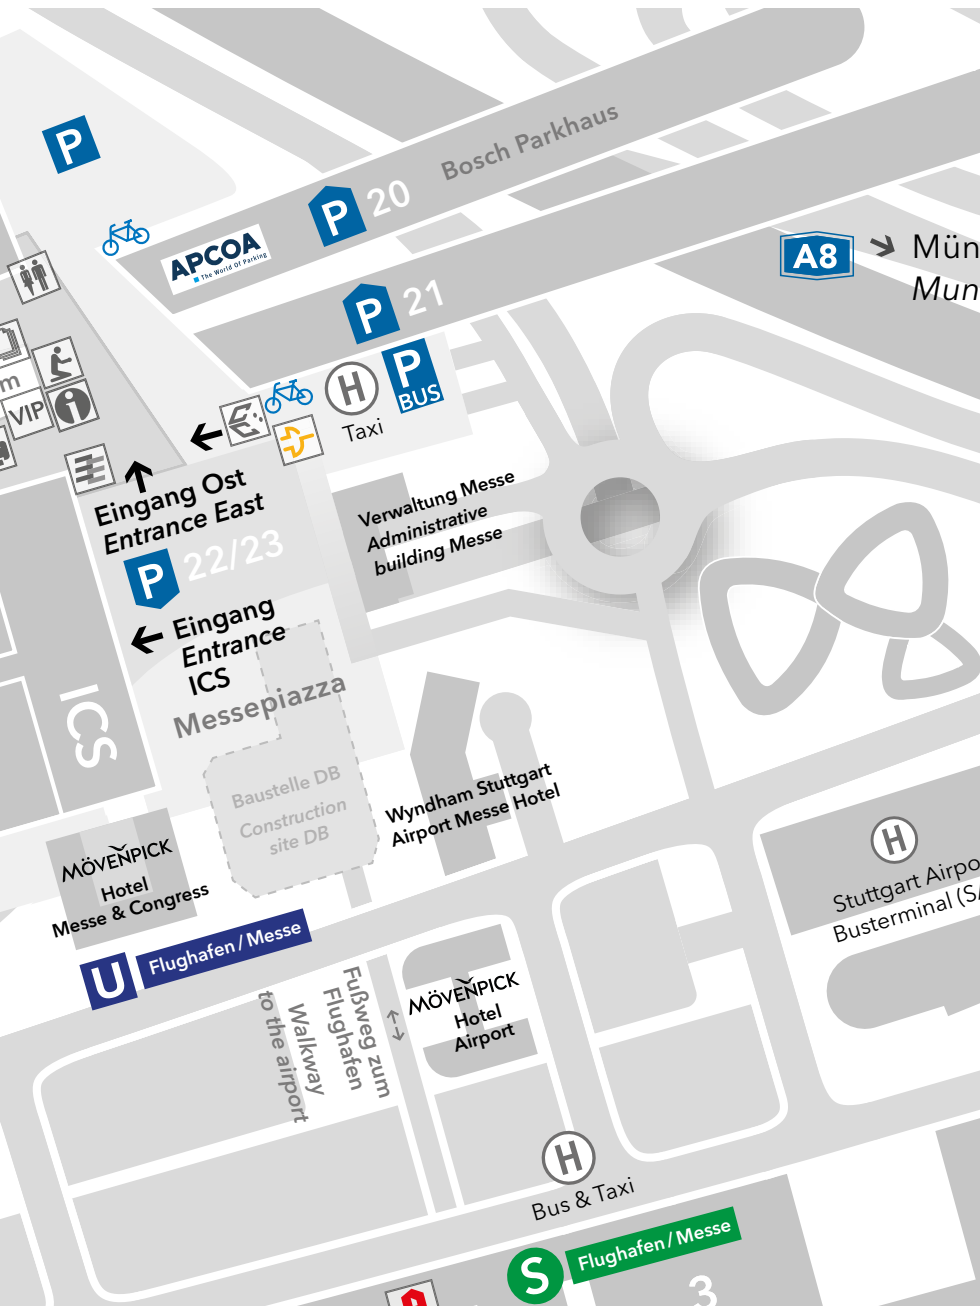 P
Bosch Parkhaus
P 20
APCOA
The World Of Parking
A8
Mün
Mun
P 21
P
BUS
H
Taxi
m
VIP
i
Eingang Ost
Entrance East
P 22/23
Verwaltung Messe
Administrative
building Messe
Eingang
Entrance
ICS
ICS
Messepiazza
Baustelle DB
Construction
site DB
Wyndham Stuttgart
Airport Messe Hotel
MÖVENPICK
Hotel
Messe & Congress
H
Stuttgart Airpo
Busterminal (SA
U Flughafen / Messe
MÖVENPICK
Hotel
Airport
Fußweg zum
Flughafen
Walkway
to the airport
H
Bus & Taxi
S Flughafen / Messe
3